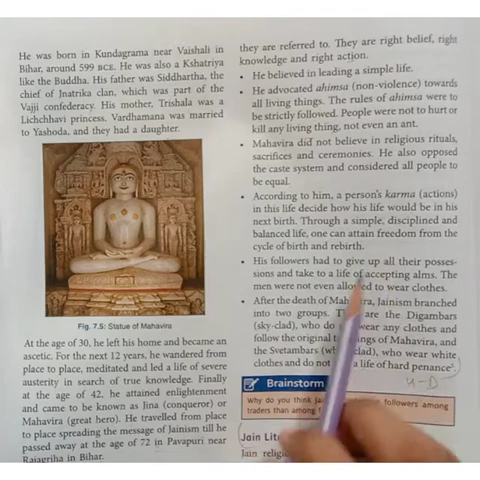 He was born in Kundagrama near Vaishali in
Bihar, around 599 BCE. He was also a Kshatriya
like the Buddha. His father was Siddhartha, the
chief of Jnatrika clan, which was part of the
Vajji confederacy. His mother, Trishala was a
Lichchhavi princess. Vardhamana was married
to Yashoda, and they had a daughter.
Fig. 7.5: Statue of Mahavira
At the age of 30, he left his home and became an
ascetic. For the next 12 years, he wandered from
place to place, meditated and led a life of severe
austerity in search of true knowledge. Finally
at the age of 42, he attained enlightenment
and came to be known as Jina (conqueror) or
Mahavira (great hero). He travelled from place
to place spreading the message of Jainism till he
passed away at the age of 72 in Pavapuri near
Rajagriha in Bihar.
they are referred to. They are right belief, right
knowledge and right action.
• He believed in leading a simple life.
• He advocated ahimsa (non-violence) towards
all living things. The rules of ahimsa were to
be strictly followed. People were not to hurt or
kill any living thing, not even an ant.
• Mahavira did not believe in religious rituals,
sacrifices and ceremonies. He also opposed
the caste system and considered all people to
be equal.
• According to him, a person's karma (actions)
in this life decide how his life would be in his
next birth. Through a simple, disciplined and
balanced life, one can attain freedom from the
cycle of birth and rebirth.
• His followers had to give up all their posses-
sions and take to a life of accepting alms. The
men were not even allowed to wear clothes.
• After the death of Mahavira, Jainism branched
into two groups. They are the Digambars
(sky-clad), who do wear any clothes and
follow the original of Mahavira, and
the Svetambars ( clad), who wear white
clothes and do not a life of hard penance
4-D
Brainstorm
Why do you think followers among
traders than among
Jain
Jain